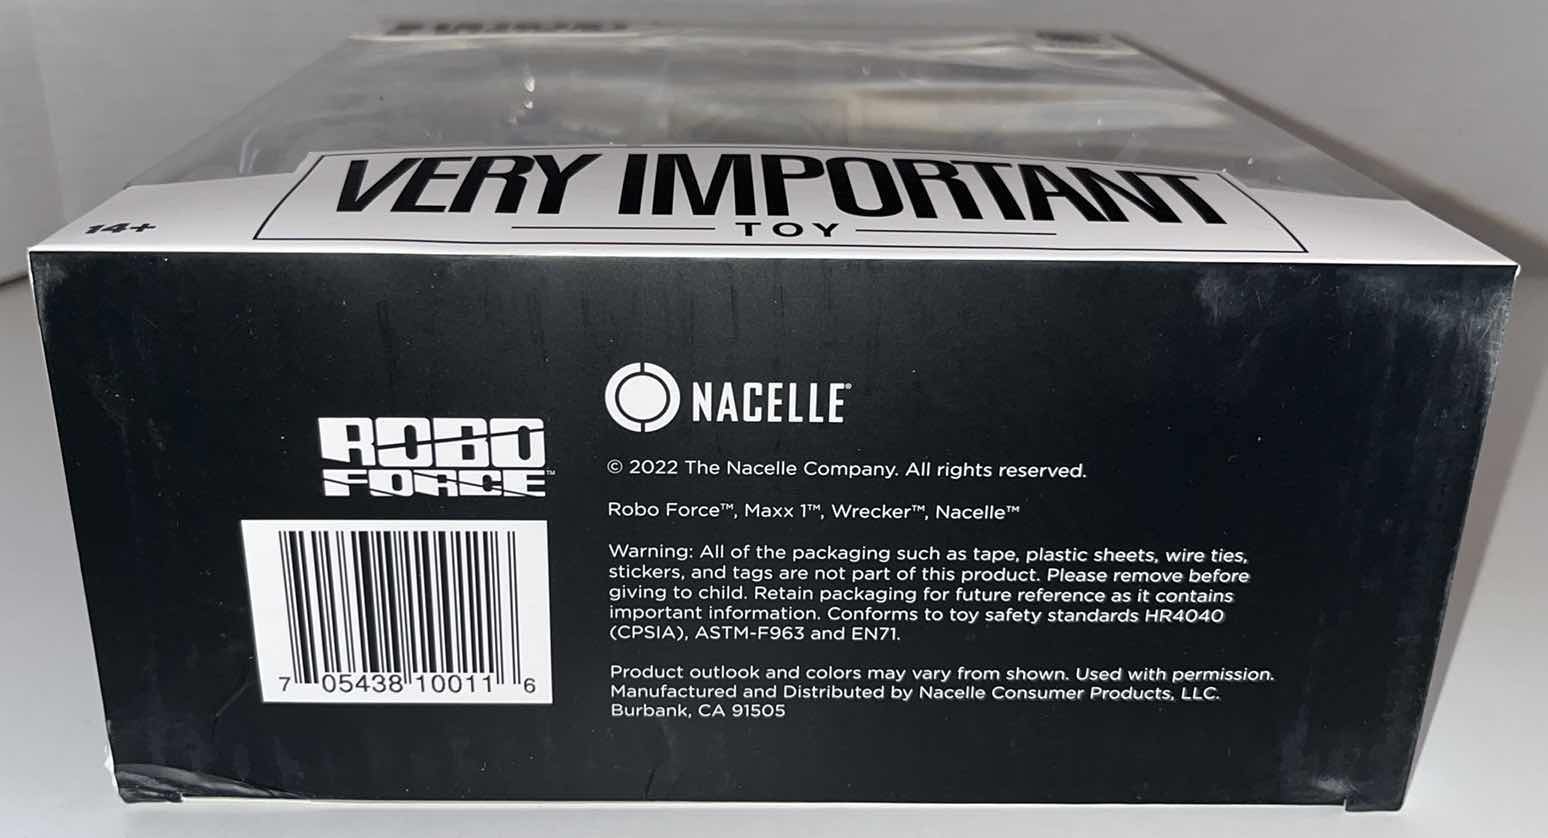 VERY IMPORTANT
TOY
14+
NACELLE®
ROBO
FORCE™
© 2022 The Nacelle Company. All rights reserved.
Robo Force™, Maxx 1™, Wrecker™, Nacelle™
Warning: All of the packaging such as tape, plastic sheets, wire ties,
stickers, and tags are not part of this product. Please remove before
giving to child. Retain packaging for future reference as it contains
important information. Conforms to toy safety standards HR4040
(CPSIA), ASTM-F963 and EN71.
Product outlook and colors may vary from shown. Used with permission.
Manufactured and Distributed by Nacelle Consumer Products, LLC.
Burbank, CA 91505
7 05438 10011 6